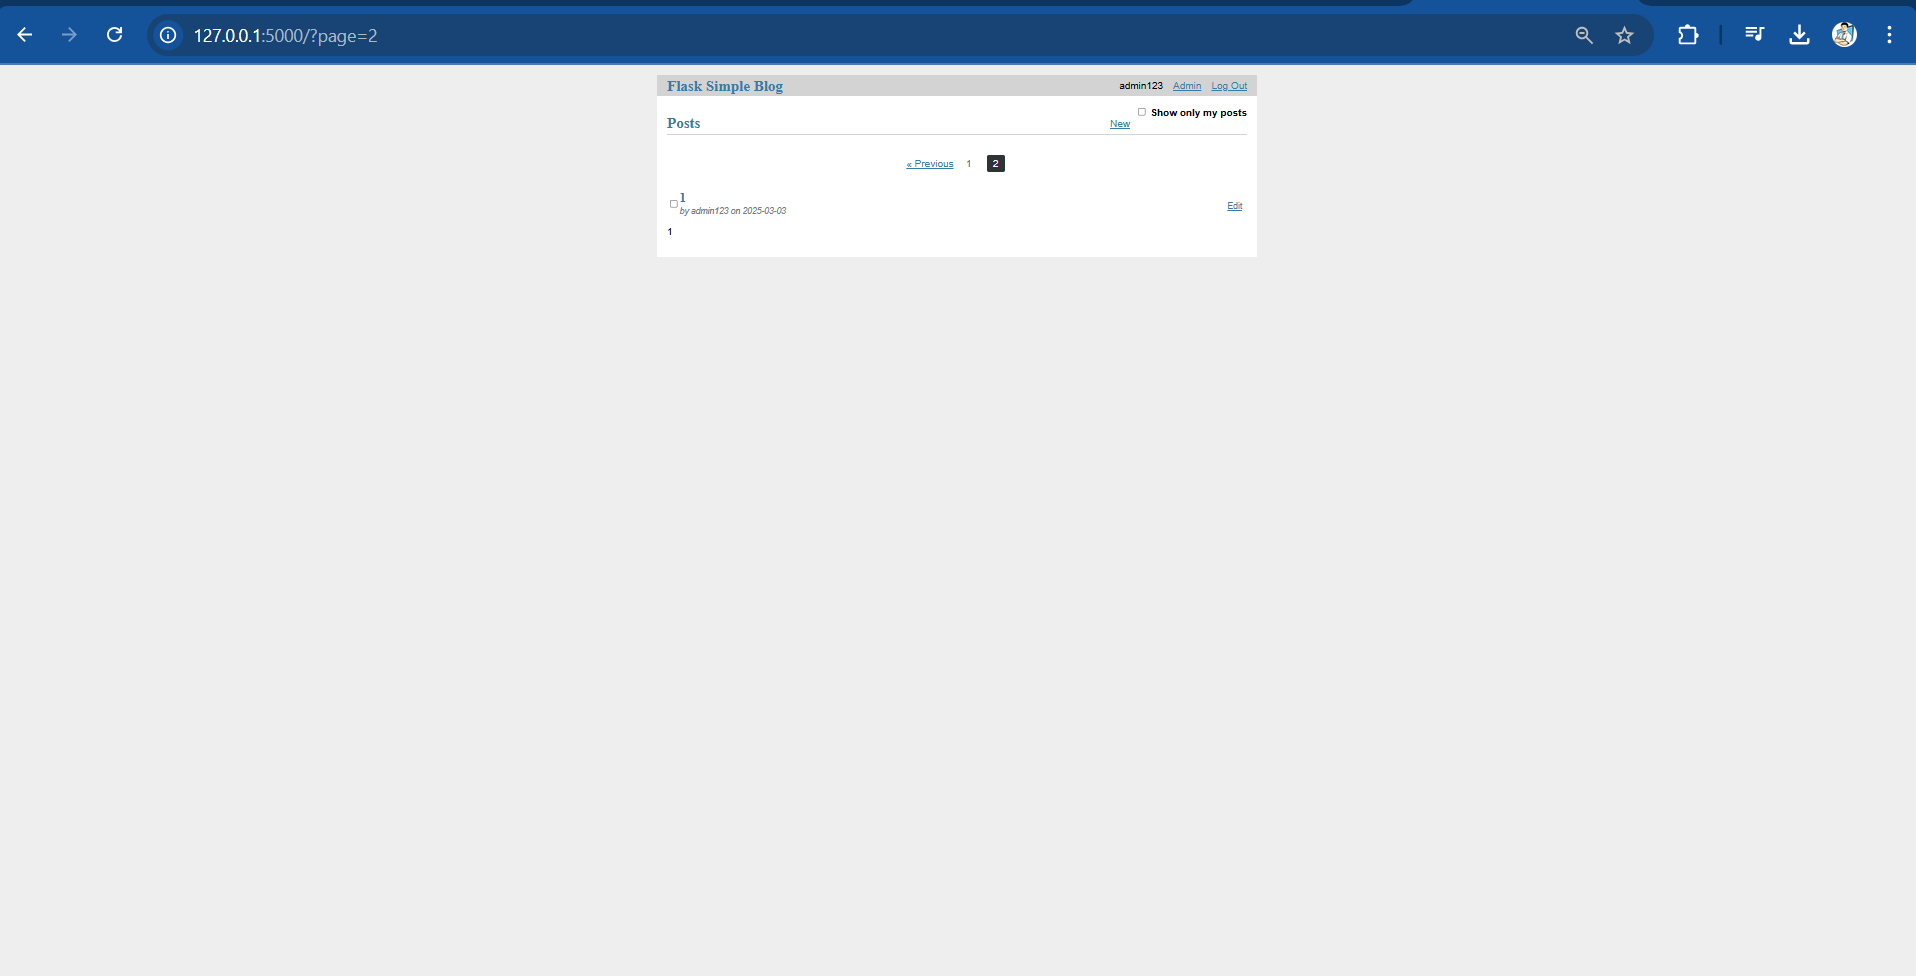 127.0.0.1:5000/?page=2
Flask Simple Blog admin123 Admin Log Out
Show only my posts
Posts New
« Previous 1 2
1
by admin123 on 2025-03-03 Edit
1